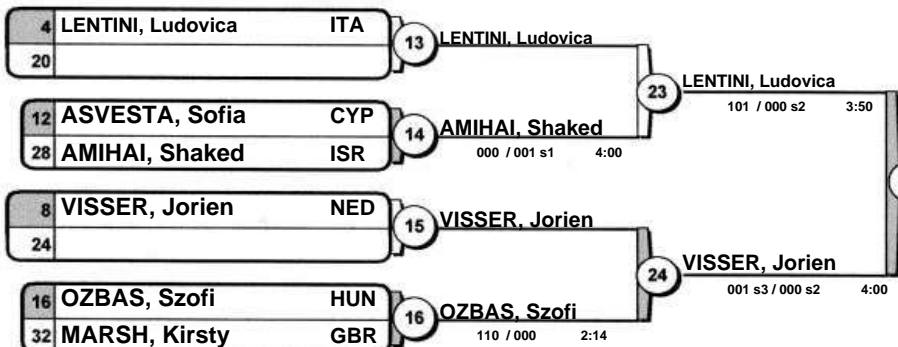 4 LENTINI, Ludovica ITA
20
12 ASVESTA, Sofia CYP
28 AMIHAI, Shaked ISR
8 VISSER, Jorien NED
24
16 OZBAS, Szofi HUN
32 MARSH, Kirsty GBR
13 LENTINI, Ludovica
14 AMIHAI, Shaked
000 / 001 s1 4:00
15 VISSER, Jorien
16 OZBAS, Szofi
110 / 000 2:14
23 LENTINI, Ludovica
101 / 000 s2 3:50
24 VISSER, Jorien
001 s3 / 000 s2 4:00